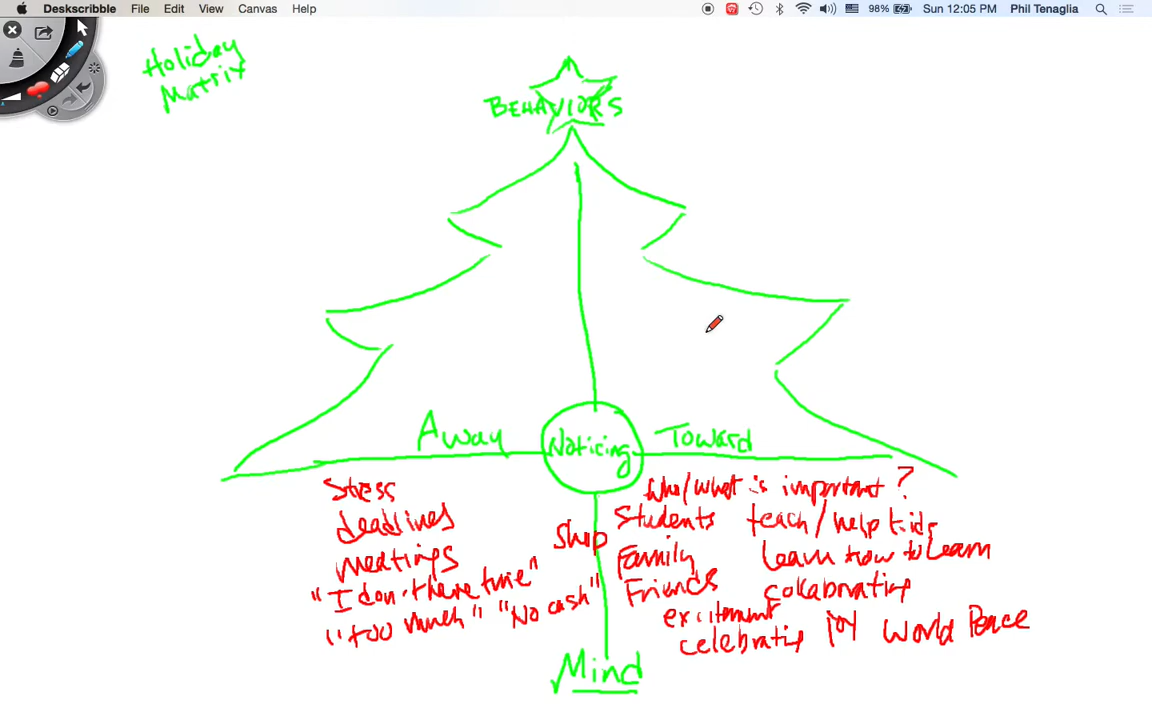 Deskscribble File Edit View Canvas Help 98% Sun 12:05 PM Phil Tenaglia
Holiday
Matrix
BEHAVIORS
Away Noticing Toward
Stress
deadlines
meetings
"I don't have time"
"too much" "No cash"
Shop
Who/what is important?
Students teach/help kids
Family learn how to Learn
Friends collaborating
excitment
celebrating joy World Peace
Mind